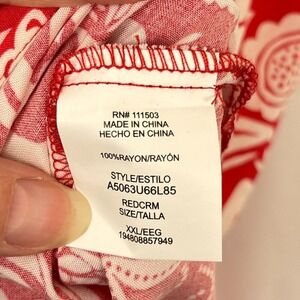 RN# 111503
MADE IN CHINA
HECHO EN CHINA
100%RAYON/RAYÓN
STYLE/ESTILO
A5063U66L85
REDCRM
SIZE/TALLA
XXL/EEG
194808857949